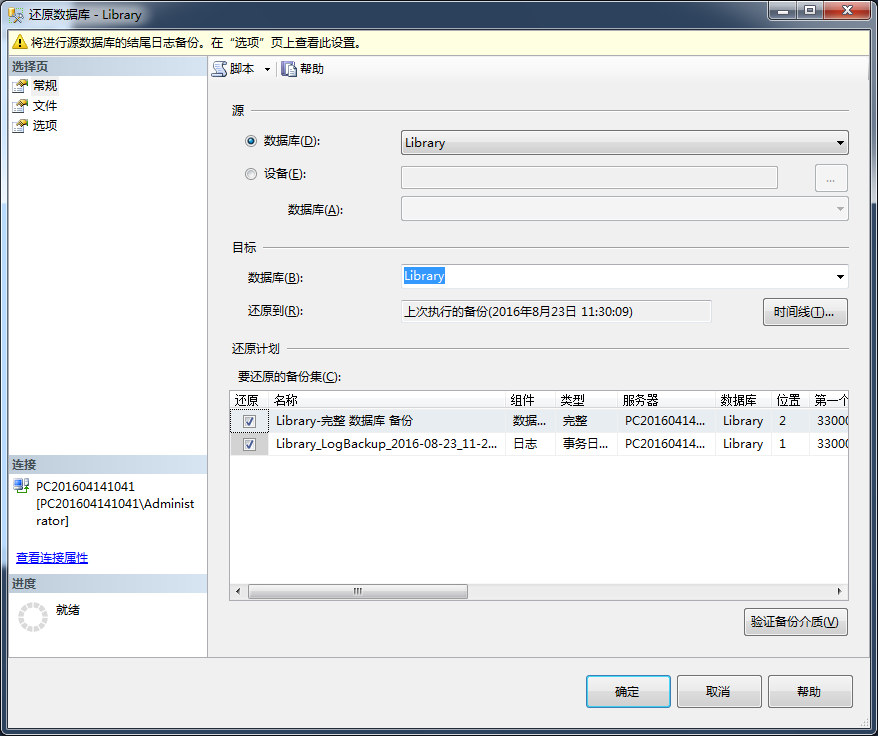 还原数据库 - Library
将进行源数据库的结尾日志备份。在“选项”页上查看此设置。
选择页
常规
文件
选项
脚本
帮助
源
数据库(D):
Library
设备(E):
...
数据库(A):
目标
数据库(B):
Library
还原到(R):
上次执行的备份(2016年8月23日 11:30:09)
时间线(T)...
还原计划
要还原的备份集(C):
还原 名称 组件 类型 服务器 数据库 位置 第一个
Library-完整 数据库 备份 数据... 完整 PC20160414... Library 2 33000
Library_LogBackup_2016-08-23_11-2... 日志 事务日... PC20160414... Library 1 33000
连接
PC201604141041
[PC201604141041\Administ
rator]
查看连接属性
进度
就绪
验证备份介质(V)
确定
取消
帮助